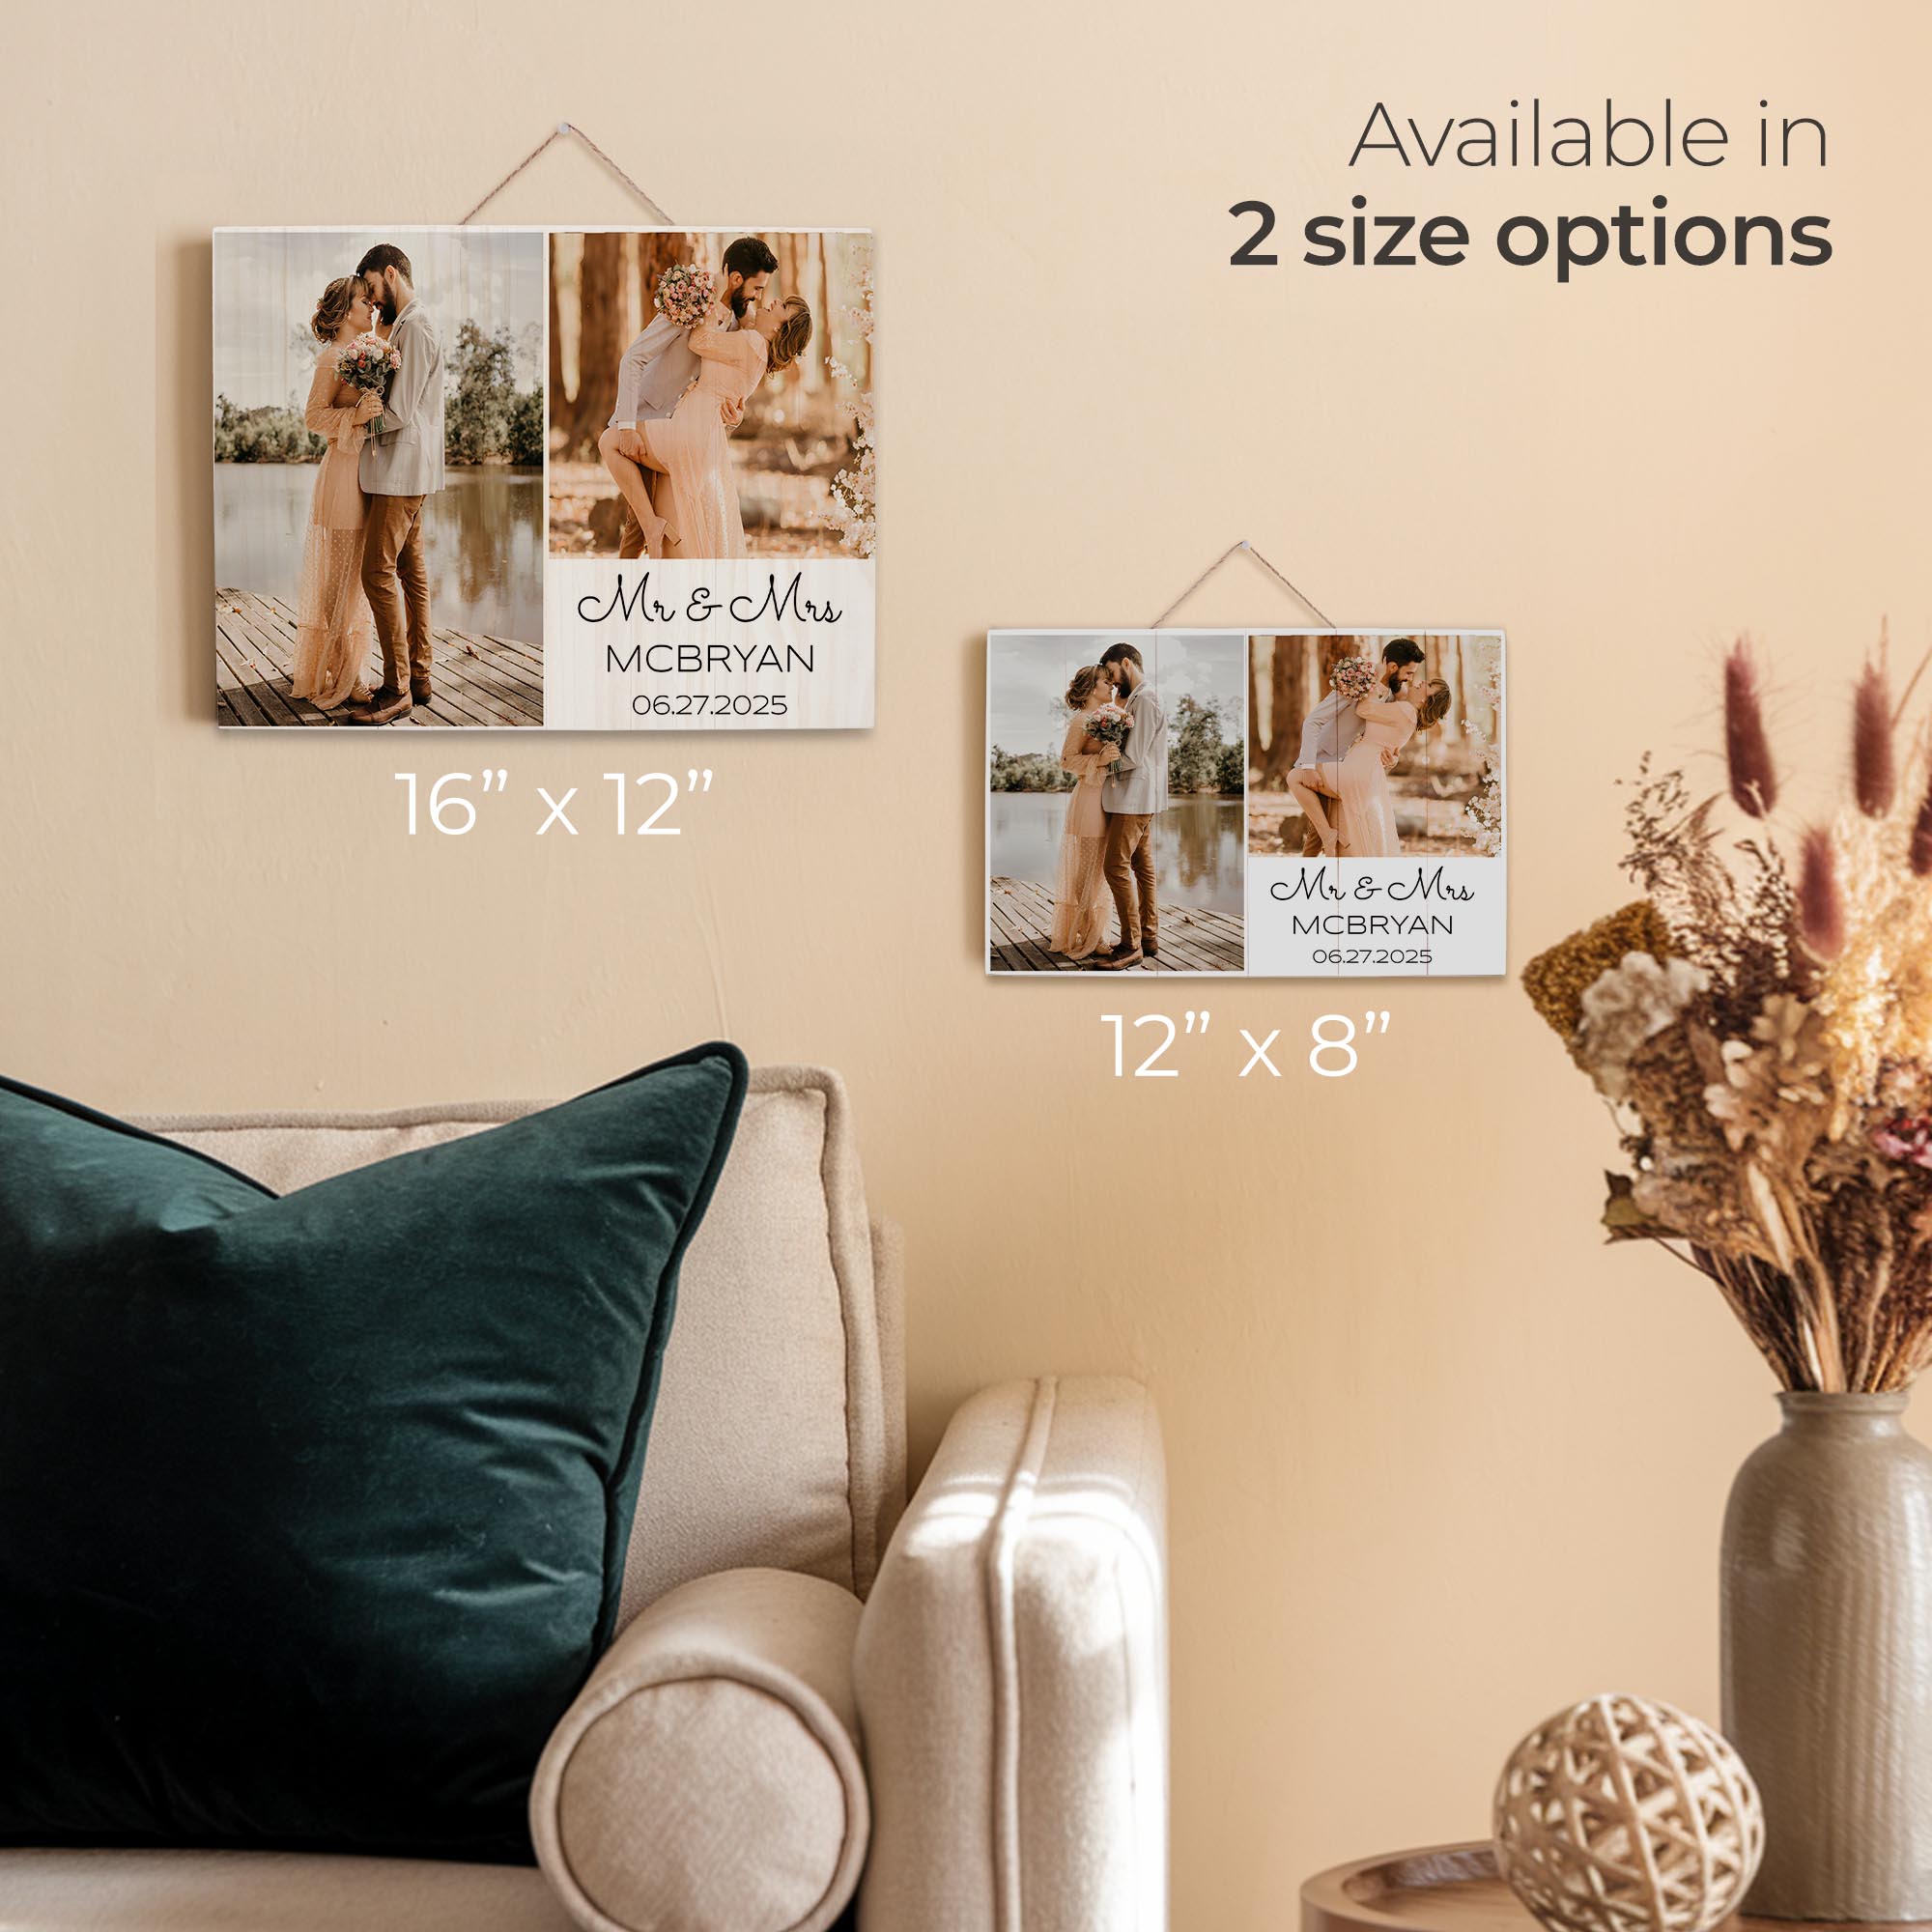 Available in
2 size options
Mr & Mrs
MCBRYAN
06.27.2025
16” x 12”
Mr & Mrs
MCBRYAN
06.27.2025
12” x 8”